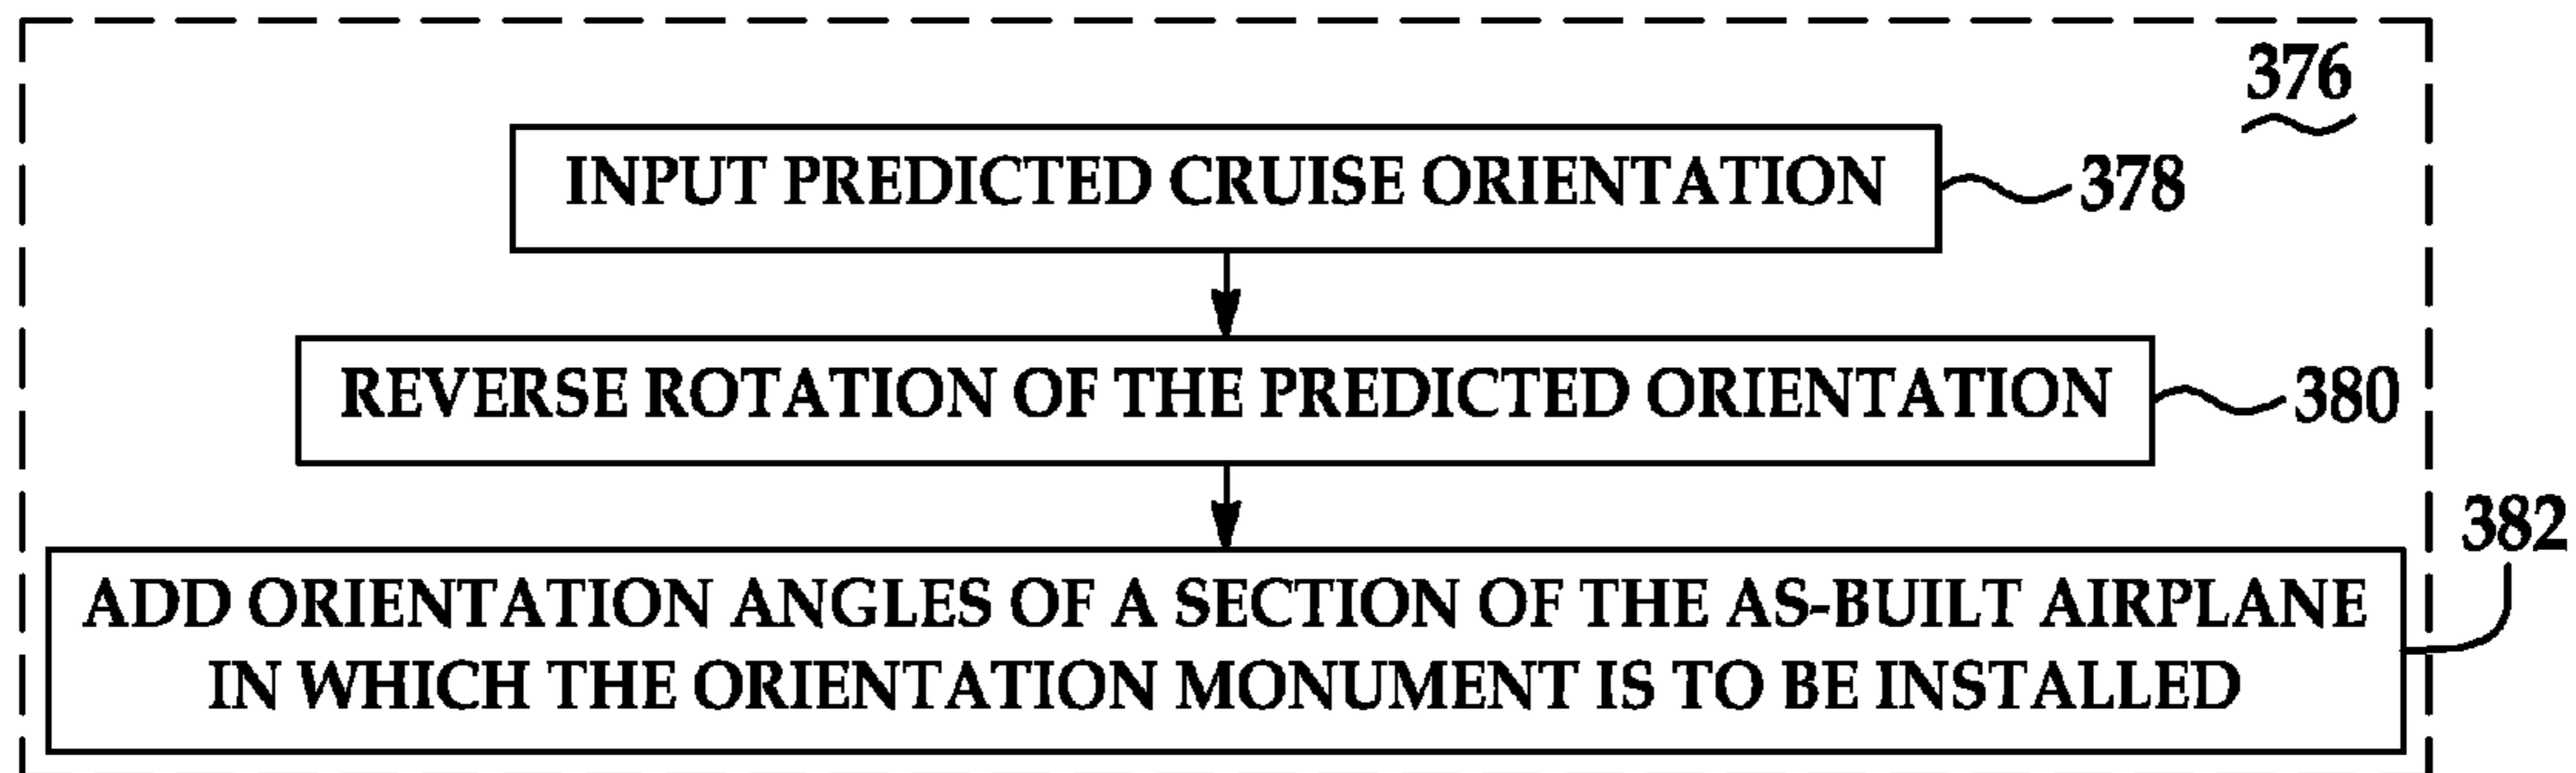 376
INPUT PREDICTED CRUISE ORIENTATION
378
REVERSE ROTATION OF THE PREDICTED ORIENTATION
380
382
ADD ORIENTATION ANGLES OF A SECTION OF THE AS-BUILT AIRPLANE
IN WHICH THE ORIENTATION MONUMENT IS TO BE INSTALLED